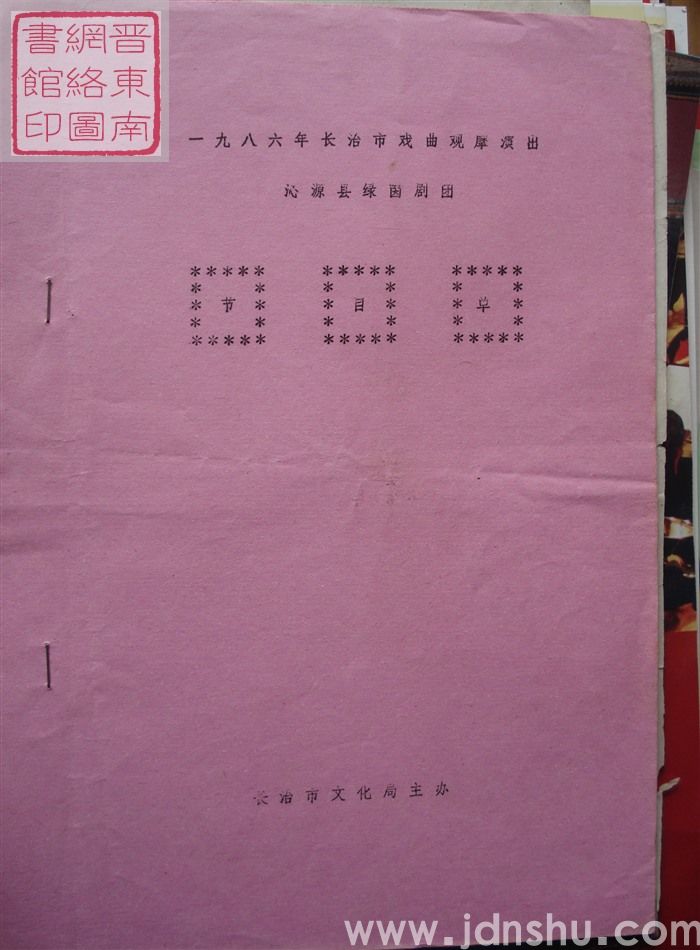 晋東南
網絡圖
書館印
一九八六年长治市戏曲观摩演出
沁源县绿茵剧团
节目单
长治市文化局主办
www.jdnshu.com